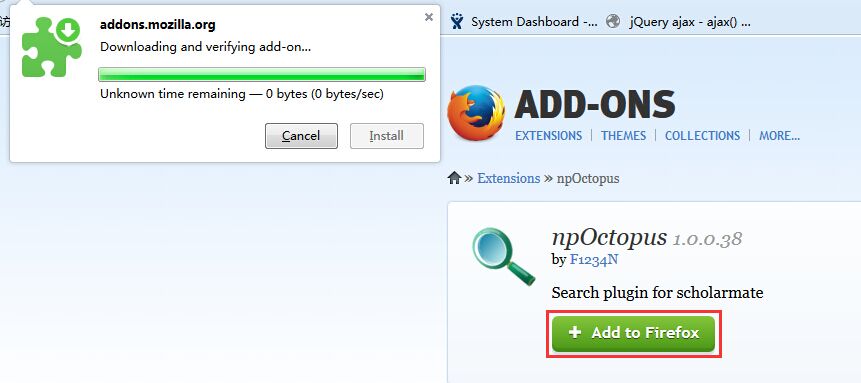 访
addons.mozilla.org
Downloading and verifying add-on...
Unknown time remaining — 0 bytes (0 bytes/sec)
Cancel
Install
System Dashboard -...
jQuery ajax - ajax() ...
ADD-ONS
EXTENSIONS | THEMES | COLLECTIONS | MORE...
» Extensions » npOctopus
npOctopus 1.0.0.38
by F1234N
Search plugin for scholarmate
+ Add to Firefox